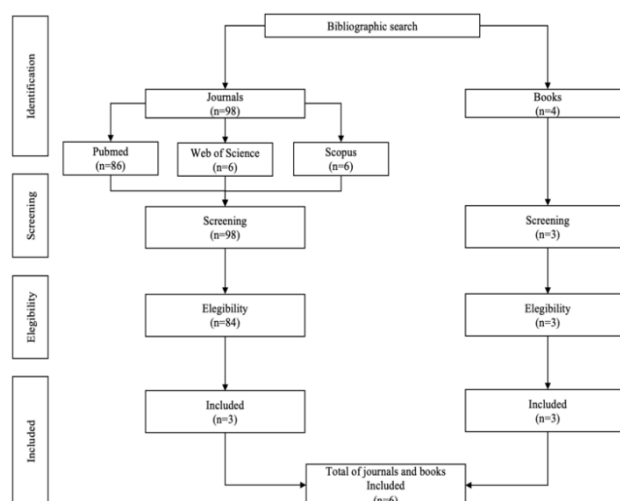 Bibliographic search
Identification
Journals
(n=98)
Books
(n=4)
Pubmed
(n=86)
Web of Science
(n=6)
Scopus
(n=6)
Screening
Screening
(n=98)
Screening
(n=3)
Elegibility
Elegibility
(n=84)
Elegibility
(n=3)
Included
Included
(n=3)
Included
(n=3)
Total of journals and books
Included
(n=6)